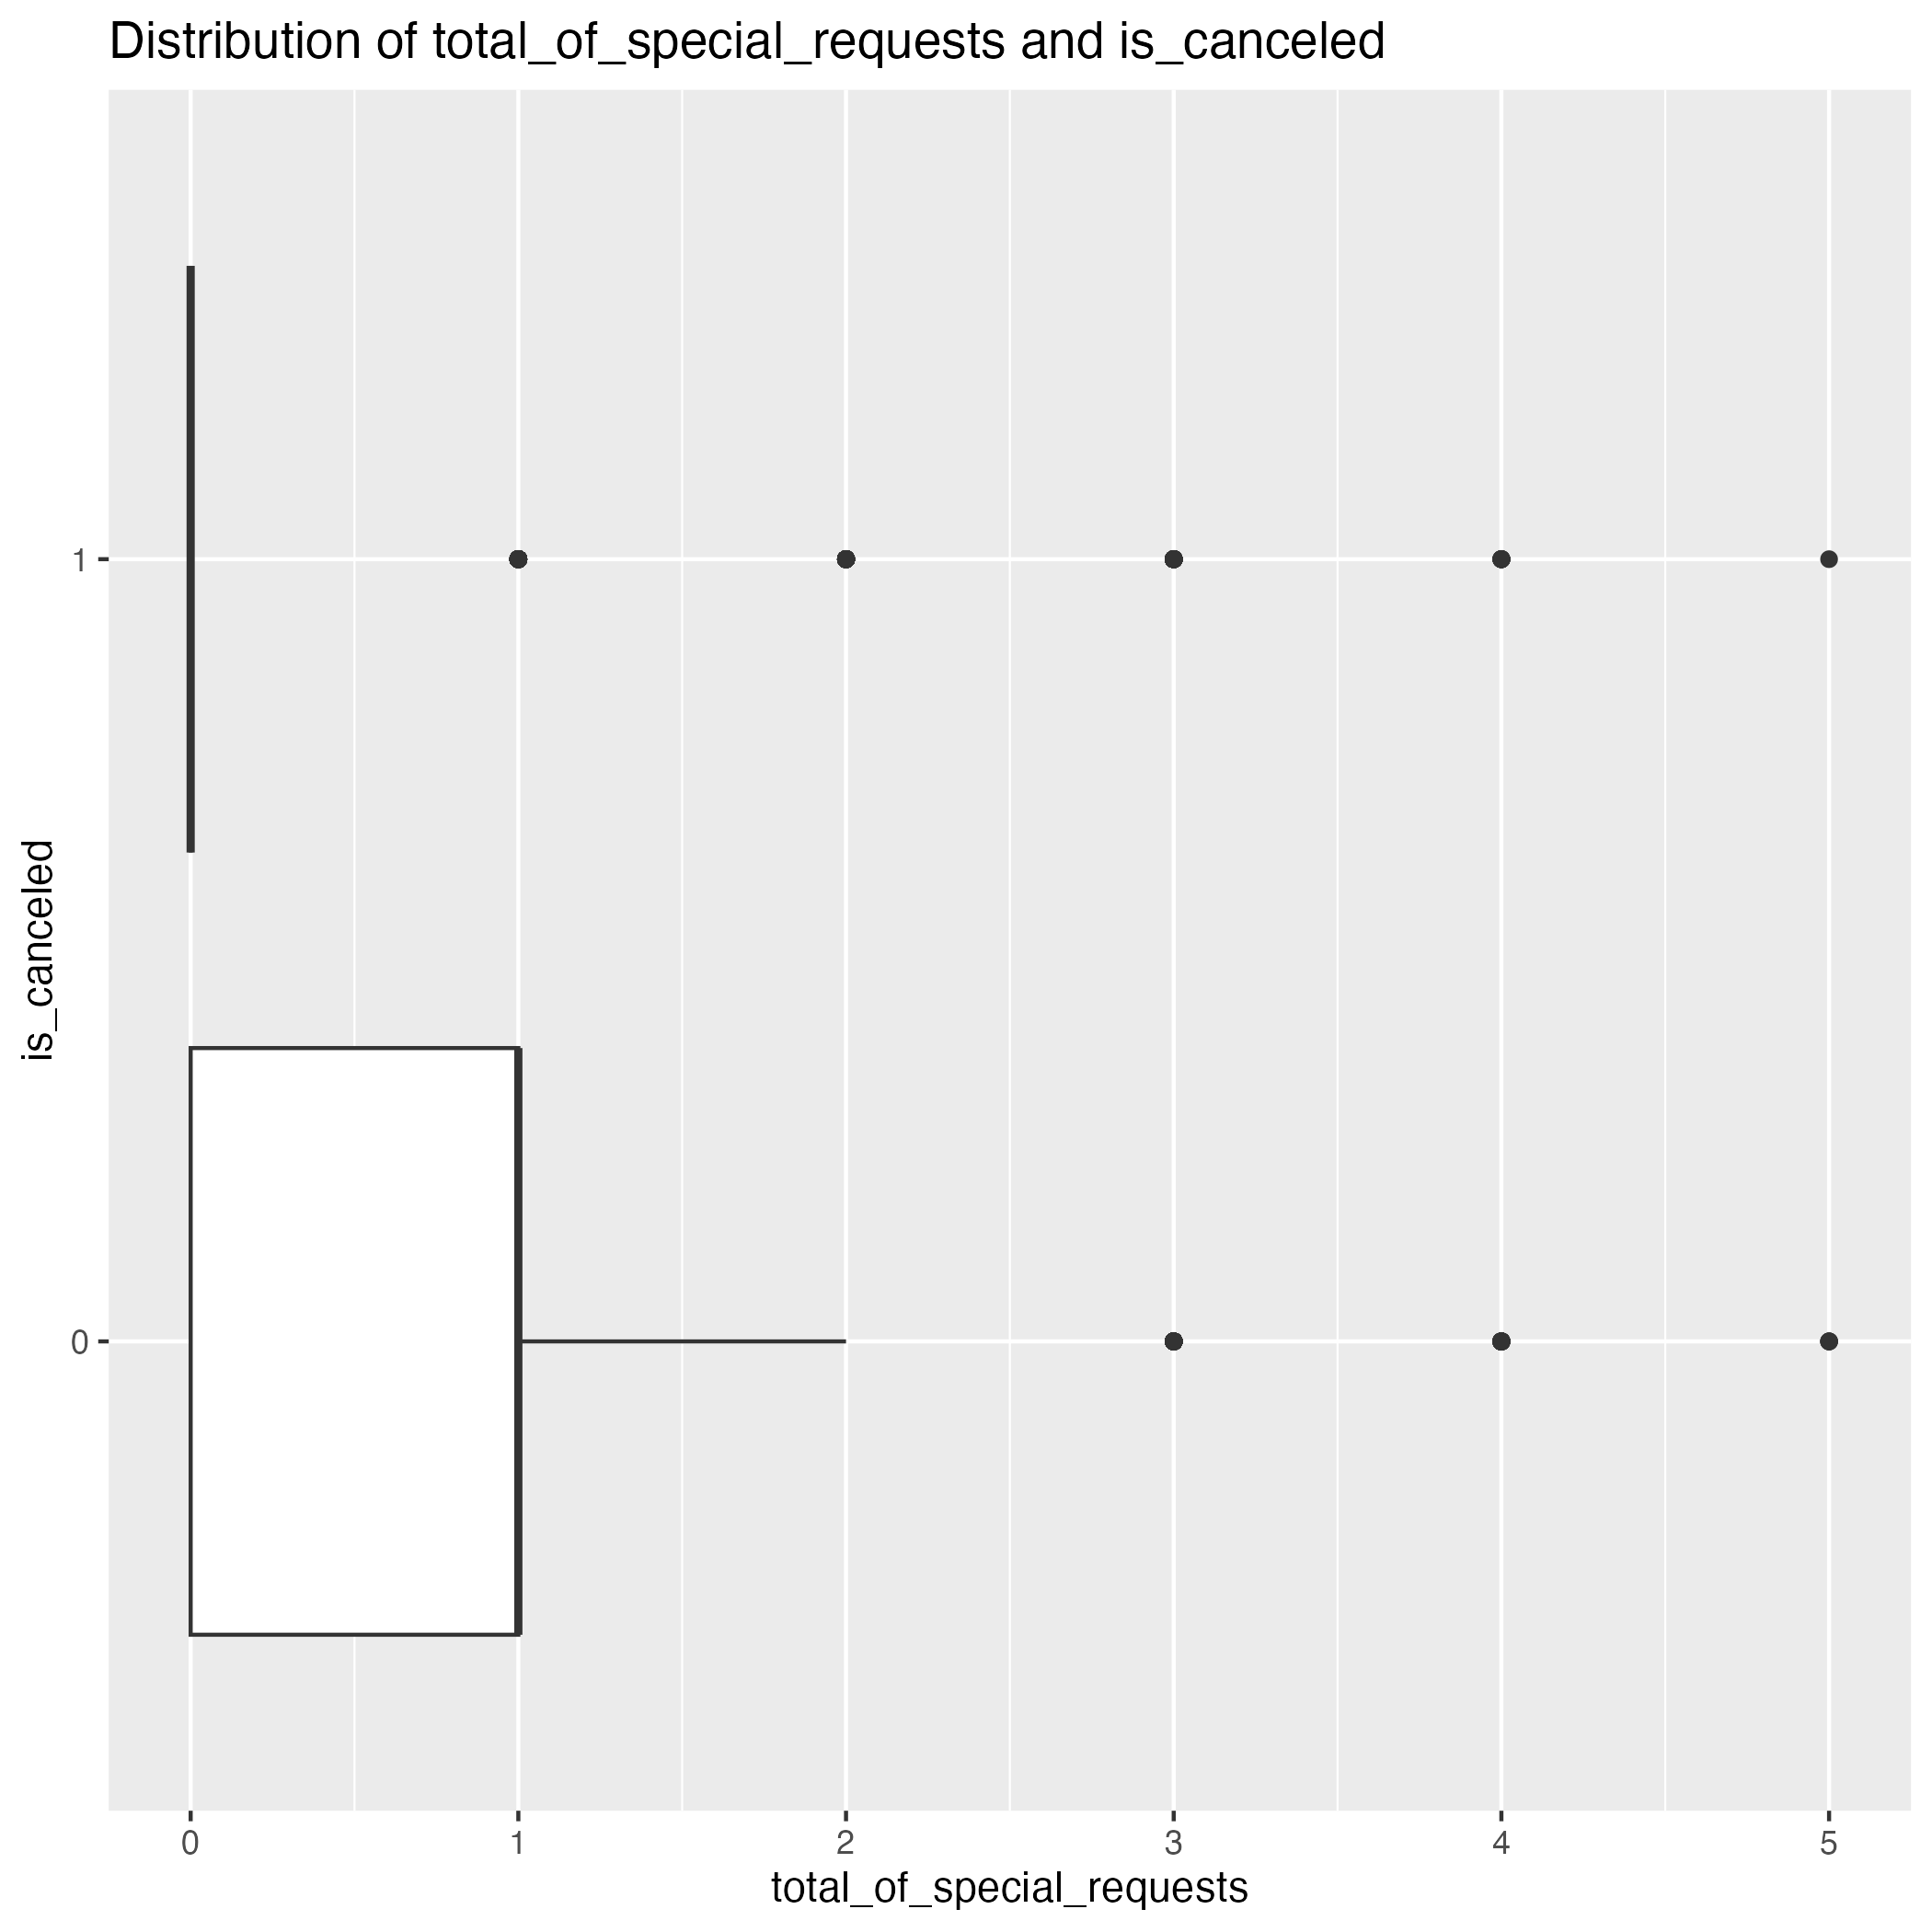 Distribution of total_of_special_requests and is_canceled
is_canceled
1
0
0 1 2 3 4 5
total_of_special_requests